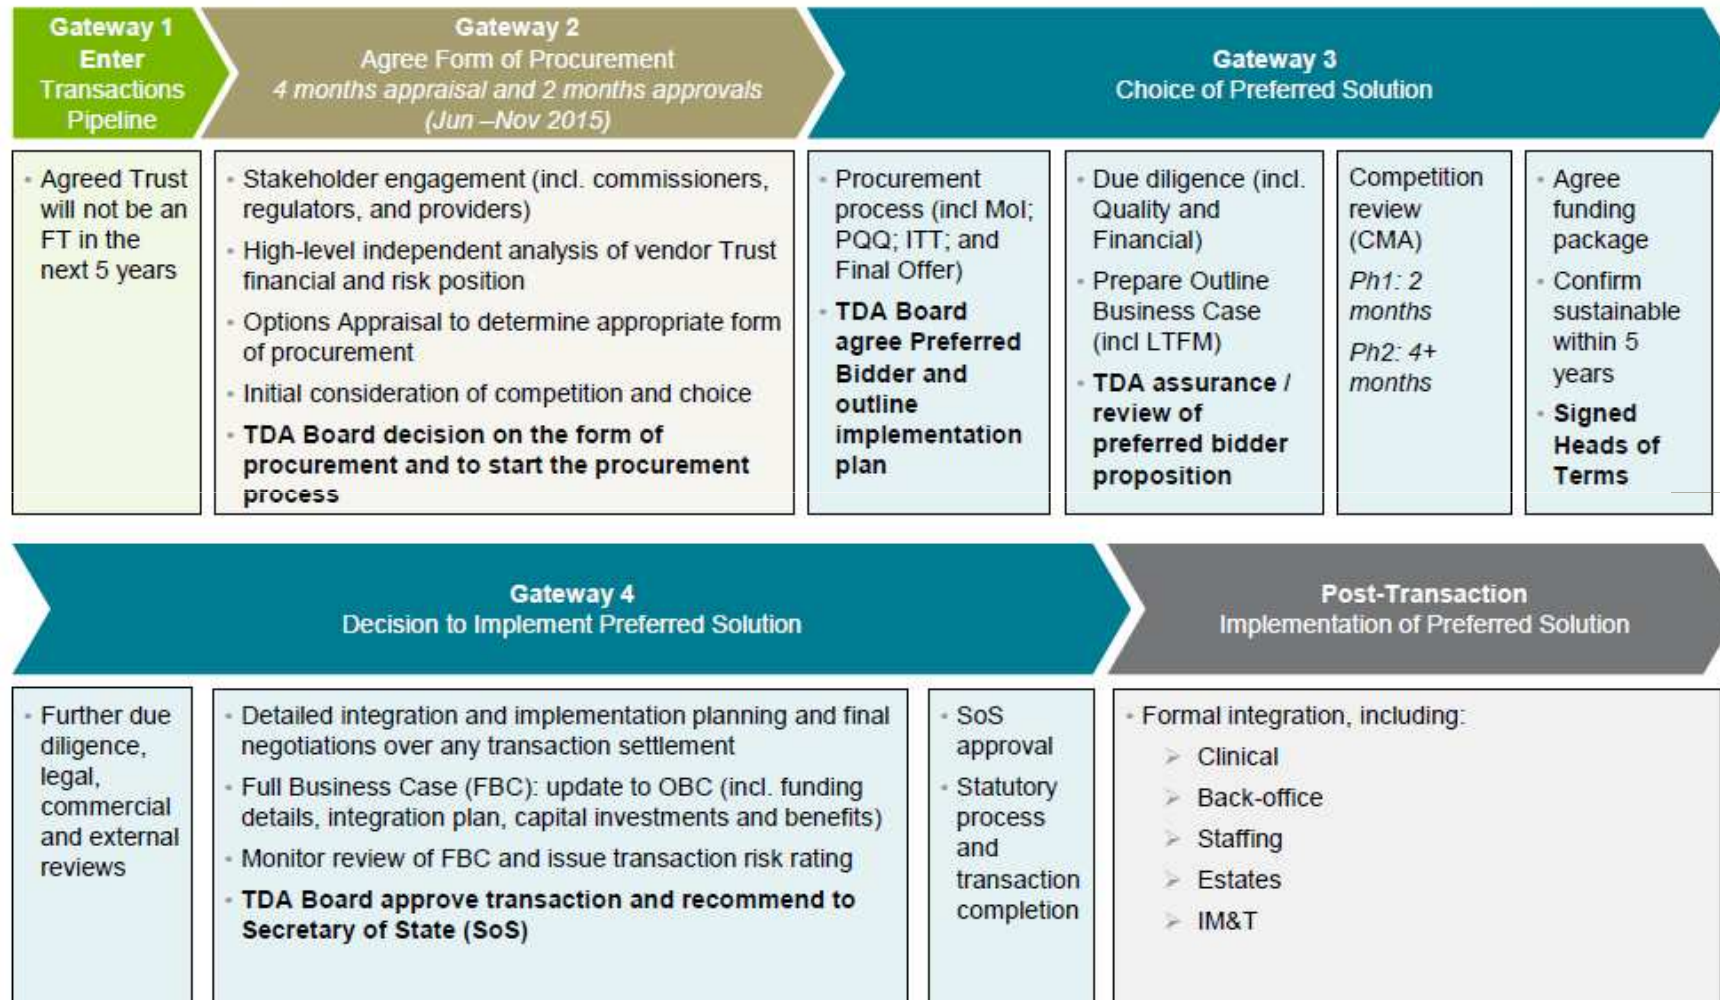 Gateway 1
Enter
Transactions
Pipeline
Gateway 2
Agree Form of Procurement
4 months appraisal and 2 months approvals
(Jun –Nov 2015)
Gateway 3
Choice of Preferred Solution
• Agreed Trust
will not be an
FT in the
next 5 years
• Stakeholder engagement (incl. commissioners,
regulators, and providers)
• High-level independent analysis of vendor Trust
financial and risk position
• Options Appraisal to determine appropriate form
of procurement
• Initial consideration of competition and choice
• TDA Board decision on the form of
procurement and to start the procurement
process
• Procurement
process (incl MoI;
PQQ; ITT; and
Final Offer)
• TDA Board
agree Preferred
Bidder and
outline
implementation
plan
• Due diligence (incl.
Quality and
Financial)
• Prepare Outline
Business Case
(incl LTFM)
• TDA assurance /
review of
preferred bidder
proposition
Competition
review
(CMA)
Ph1: 2
months
Ph2: 4+
months
• Agree
funding
package
• Confirm
sustainable
within 5
years
• Signed
Heads of
Terms
Gateway 4
Decision to Implement Preferred Solution
Post-Transaction
Implementation of Preferred Solution
• Further due
diligence,
legal,
commercial
and external
reviews
• Detailed integration and implementation planning and final
negotiations over any transaction settlement
• Full Business Case (FBC): update to OBC (incl. funding
details, integration plan, capital investments and benefits)
• Monitor review of FBC and issue transaction risk rating
• TDA Board approve transaction and recommend to
Secretary of State (SoS)
• SoS
approval
• Statutory
process
and
transaction
completion
• Formal integration, including:
➢ Clinical
➢ Back-office
➢ Staffing
➢ Estates
➢ IM&T